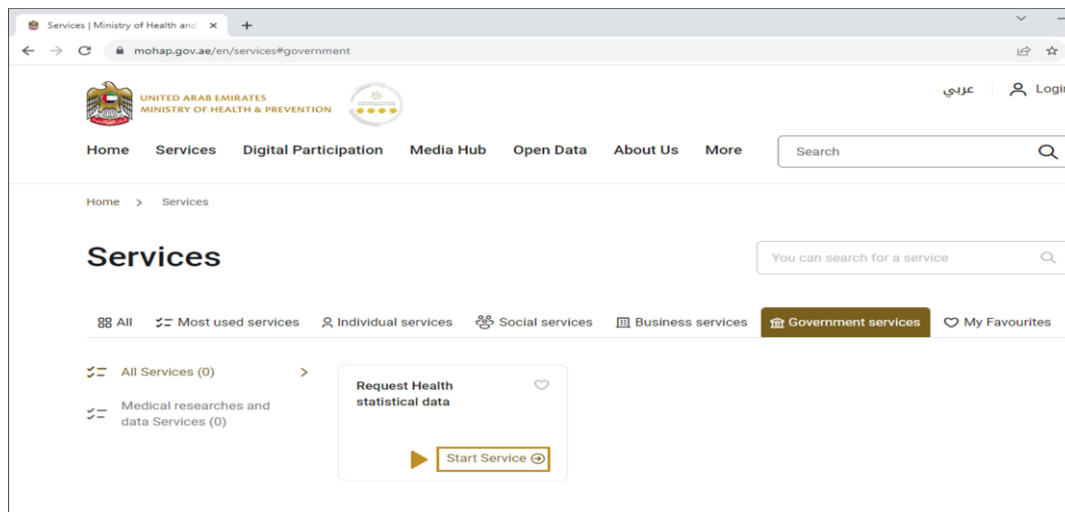 Services | Ministry of Health and
mohap.gov.ae/en/services#government
UNITED ARAB EMIRATES
MINISTRY OF HEALTH & PREVENTION
عربي
Login
Home Services Digital Participation Media Hub Open Data About Us More Search
Home > Services
Services
You can search for a service
All Most used services Individual services Social services Business services Government services My Favourites
All Services (0) >
Medical researches and
data Services (0)
Request Health
statistical data
Start Service